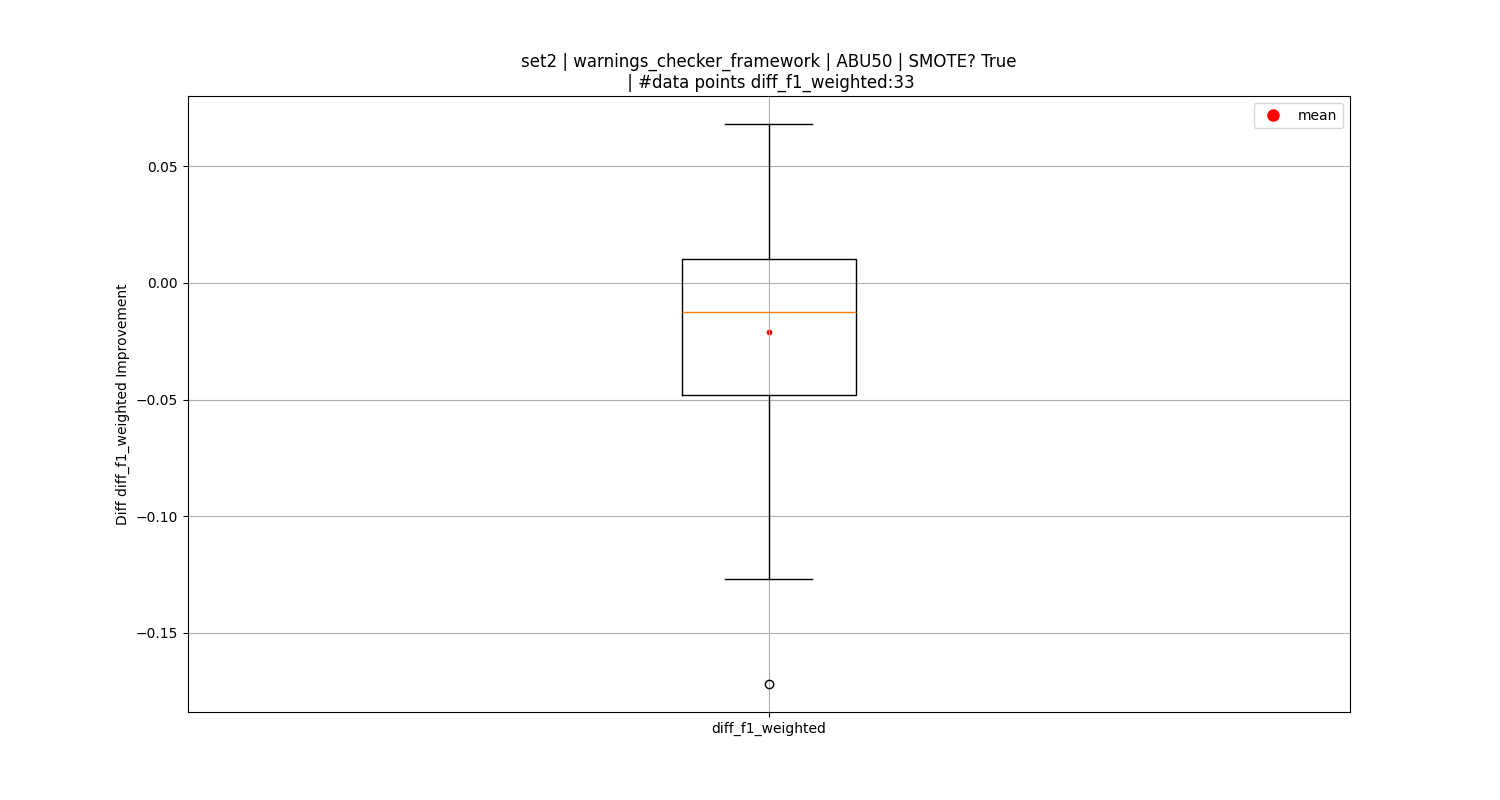 set2 | warnings_checker_framework | ABU50 | SMOTE? True
| #data points diff_f1_weighted:33
mean
Diff diff_f1_weighted Improvement
0.05
0.00
−0.05
−0.10
−0.15
diff_f1_weighted